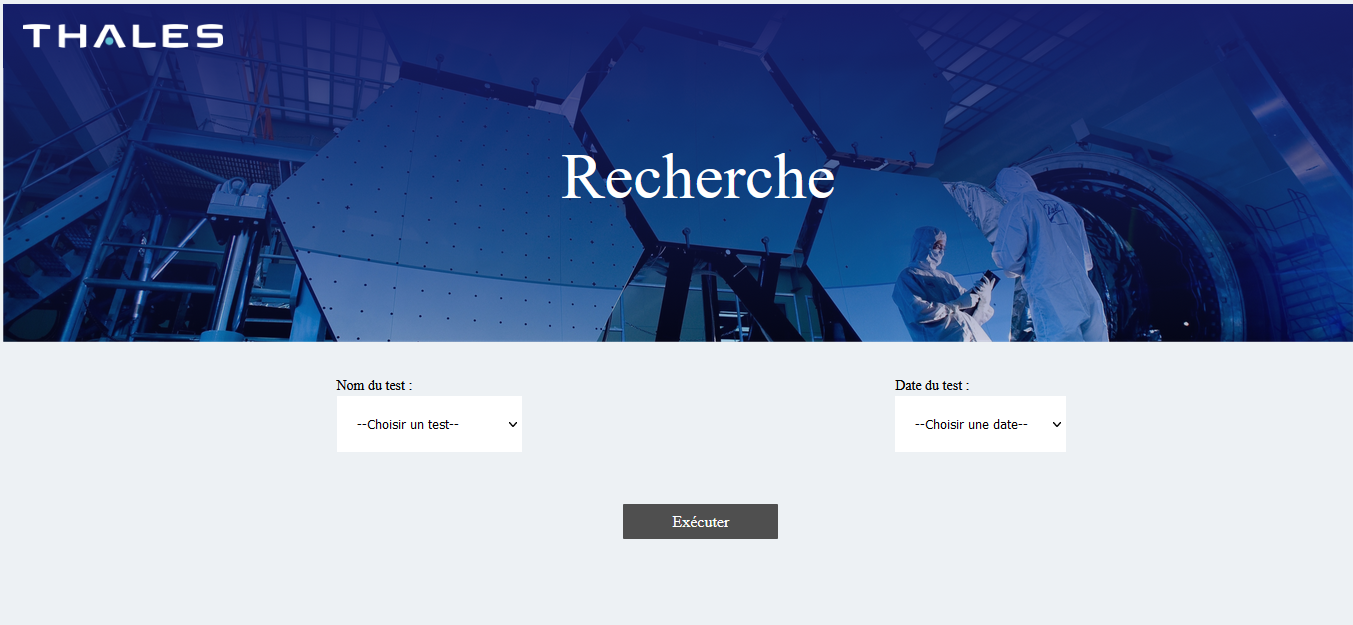 THALES
Recherche
Nom du test :
Date du test :
--Choisir un test--
--Choisir une date--
Exécuter